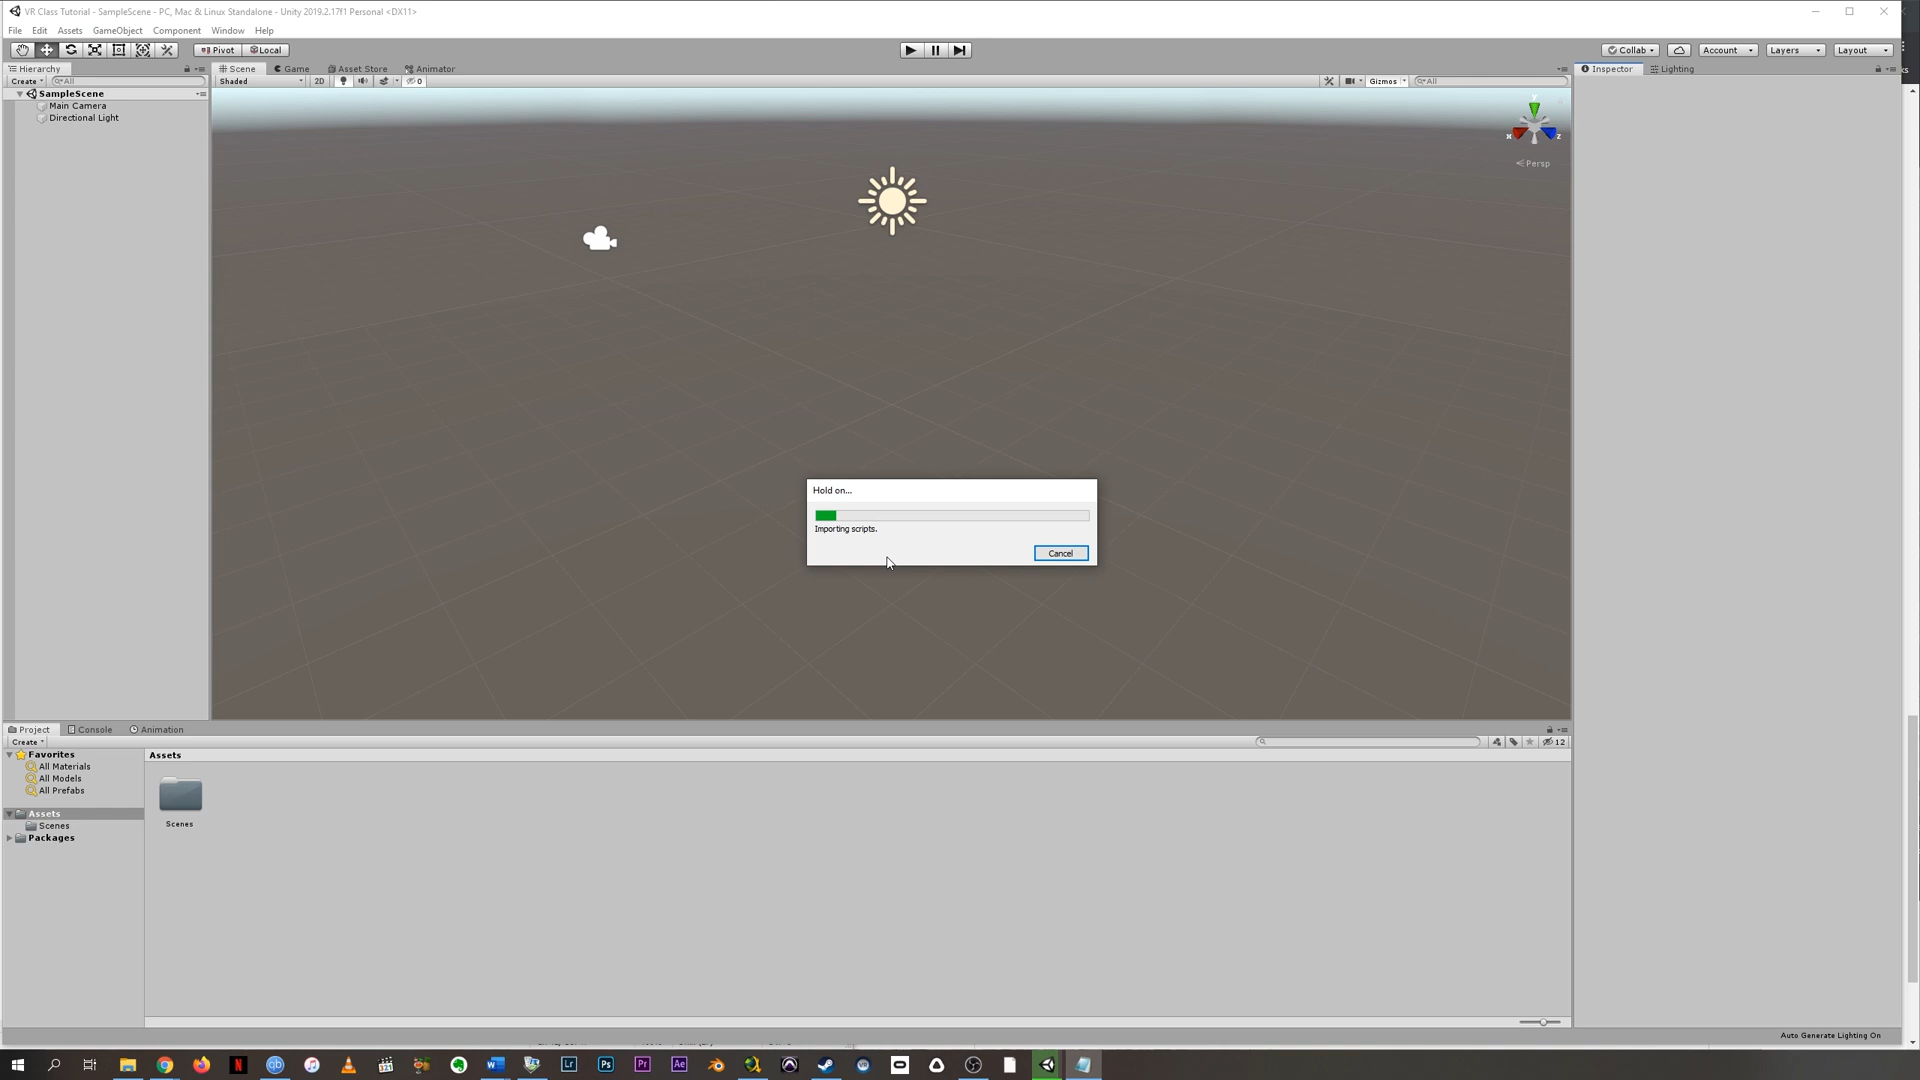 VR Class Tutorial - SampleScene - PC, Mac & Linux Standalone - Unity 2019.2.17f1 Personal <DX11>
File Edit Assets GameObject Component Window Help
Pivot Local Collab Account Layers Layout
Hierarchy Scene Game Asset Store Animator Inspector Lighting
Create All Shaded 2D 0 Gizmos All
SampleScene
Main Camera
Directional Light
Y
X Z
Persp
Hold on...
Importing scripts.
Cancel
Project Console Animation
Create 12
Favorites Assets
All Materials
All Models
All Prefabs
Assets
Scenes Scenes
Packages
Auto Generate Lighting On